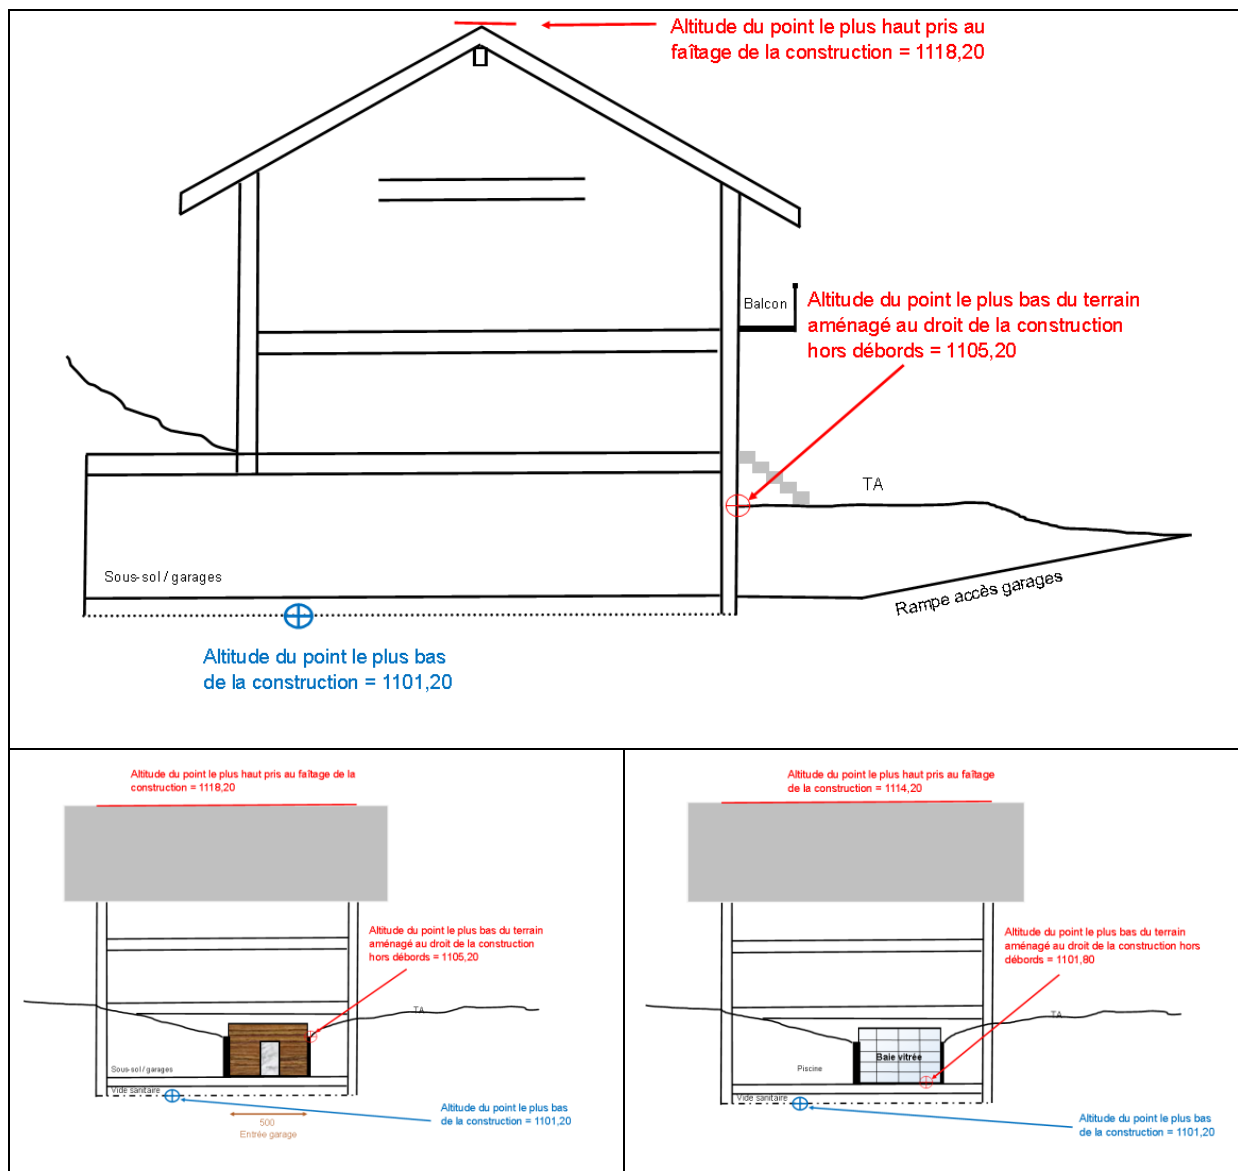 Altitude du point le plus haut pris au
faîtage de la construction = 1118,20
Balcon
Altitude du point le plus bas du terrain
aménagé au droit de la construction
hors débords = 1105,20
TA
Sous-sol / garages
Rampe accès garages
Altitude du point le plus bas
de la construction = 1101,20
Altitude du point le plus haut pris au faîtage de la
construction = 1118,20
Altitude du point le plus bas du terrain
aménagé au droit de la construction
hors débords = 1105,20
TA
Sous-sol / garages
Vide sanitaire
500
Entrée garage
Altitude du point le plus bas
de la construction = 1101,20
Altitude du point le plus haut pris au faîtage
de la construction = 1114,20
Altitude du point le plus bas du terrain
aménagé au droit de la construction hors
débords = 1101,80
TA
Baie vitrée
Piscine
Vide sanitaire
Altitude du point le plus bas
de la construction = 1101,20